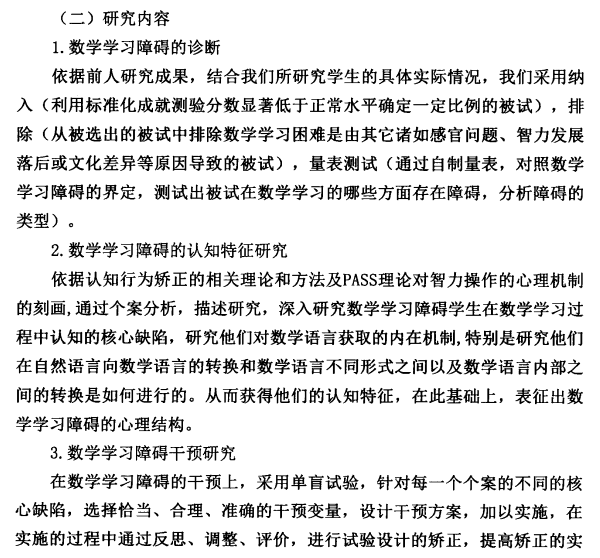 （二）研究内容
1.数学学习障碍的诊断
依据前人研究成果，结合我们所研究学生的具体实际情况，我们采用纳
入（利用标准化成就测验分数显著低于正常水平确定一定比例的被试），排
除（从被选出的被试中排除数学学习困难是由其它诸如感官问题、智力发展
落后或文化差异等原因导致的被试），量表测试（通过自制量表，对照数学
学习障碍的界定，测试出被试在数学学习的哪些方面存在障碍，分析障碍的
类型）。
2.数学学习障碍的认知特征研究
依据认知行为矫正的相关理论和方法及PASS理论对智力操作的心理机制
的刻画,通过个案分析，描述研究，深入研究数学学习障碍学生在数学学习过
程中认知的核心缺陷，研究他们对数学语言获取的内在机制,特别是研究他们
在自然语言向数学语言的转换和数学语言不同形式之间以及数学语言内部之
间的转换是如何进行的。从而获得他们的认知特征，在此基础上，表征出数
学学习障碍的心理结构。
3.数学学习障碍干预研究
在数学学习障碍的干预上，采用单盲试验，针对每一个个案的不同的核
心缺陷，选择恰当、合理、准确的干预变量，设计干预方案，加以实施，在
实施的过程中通过反思、调整、评价，进行试验设计的矫正，提高矫正的实